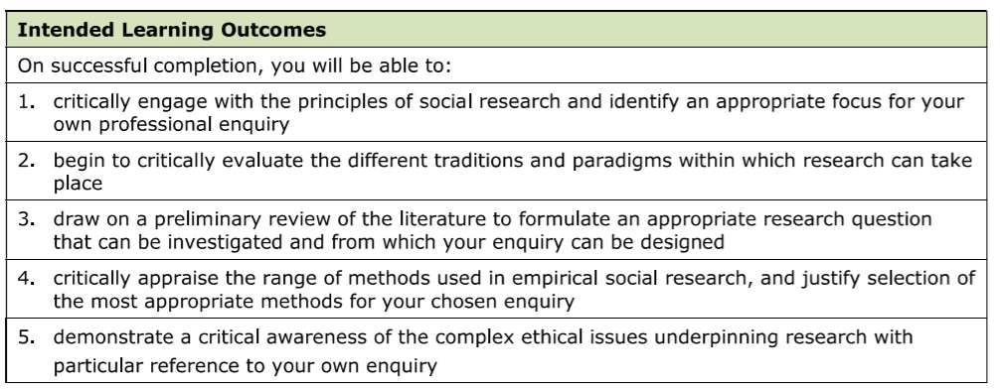 Intended Learning Outcomes
On successful completion, you will be able to:
1. critically engage with the principles of social research and identify an appropriate focus for your
own professional enquiry
2. begin to critically evaluate the different traditions and paradigms within which research can take
place
3. draw on a preliminary review of the literature to formulate an appropriate research question
that can be investigated and from which your enquiry can be designed
4. critically appraise the range of methods used in empirical social research, and justify selection of
the most appropriate methods for your chosen enquiry
5. demonstrate a critical awareness of the complex ethical issues underpinning research with
particular reference to your own enquiry